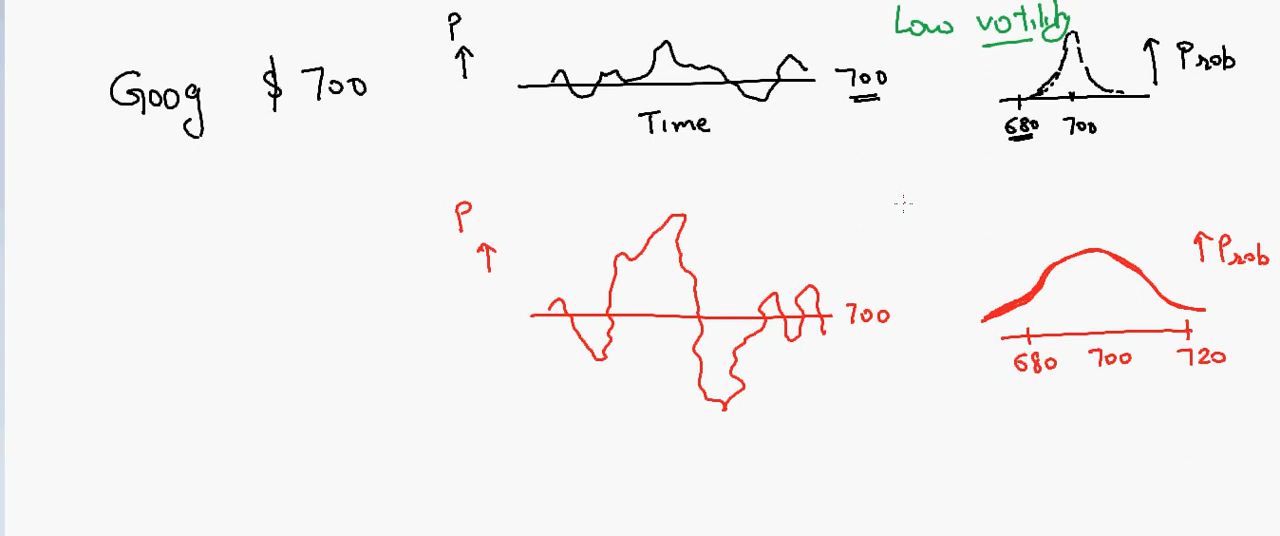 Goog $ 700
P
↑
700
Time
Low votility
↑ Prob
680 700
P
↑
700
↑ Prob
680 700 720